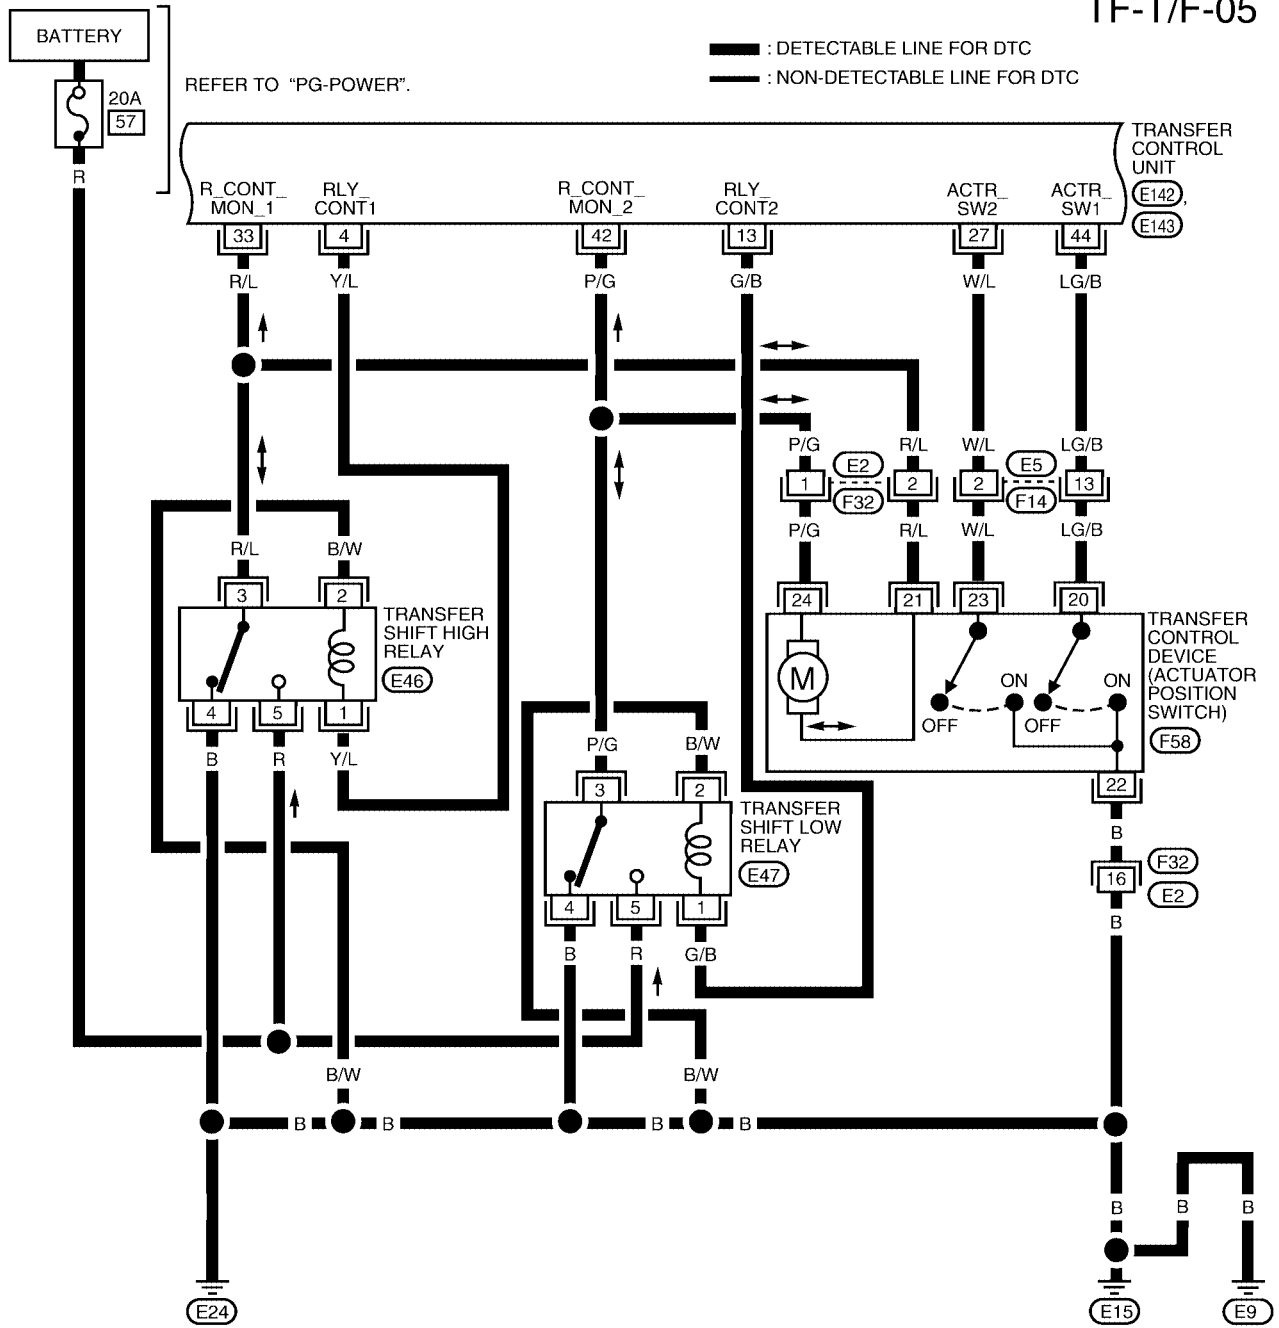 TF-T/F-05
BATTERY
20A
57
R
REFER TO "PG-POWER".
: DETECTABLE LINE FOR DTC
: NON-DETECTABLE LINE FOR DTC
TRANSFER
CONTROL
UNIT
E142,
E143
R_CONT_
MON_1
RLY_
CONT1
R_CONT_
MON_2
RLY_
CONT2
ACTR_
SW2
ACTR_
SW1
33 4 42 13 27 44
R/L Y/L P/G G/B W/L LG/B
P/G R/L W/L LG/B
1 E2 2 2 E5 13
F32 F14
P/G R/L W/L LG/B
R/L B/W
3 2
24 21 23 20
TRANSFER
SHIFT HIGH
RELAY
E46
4 5 1
B R Y/L
M
OFF ON OFF ON
TRANSFER
CONTROL
DEVICE
(ACTUATOR
POSITION
SWITCH)
F58
22
B
16
F32
E2
B
P/G B/W
3 2
TRANSFER
SHIFT LOW
RELAY
E47
4 5 1
B R G/B
B/W B/W
B B B B
B B B
E24 E15 E9